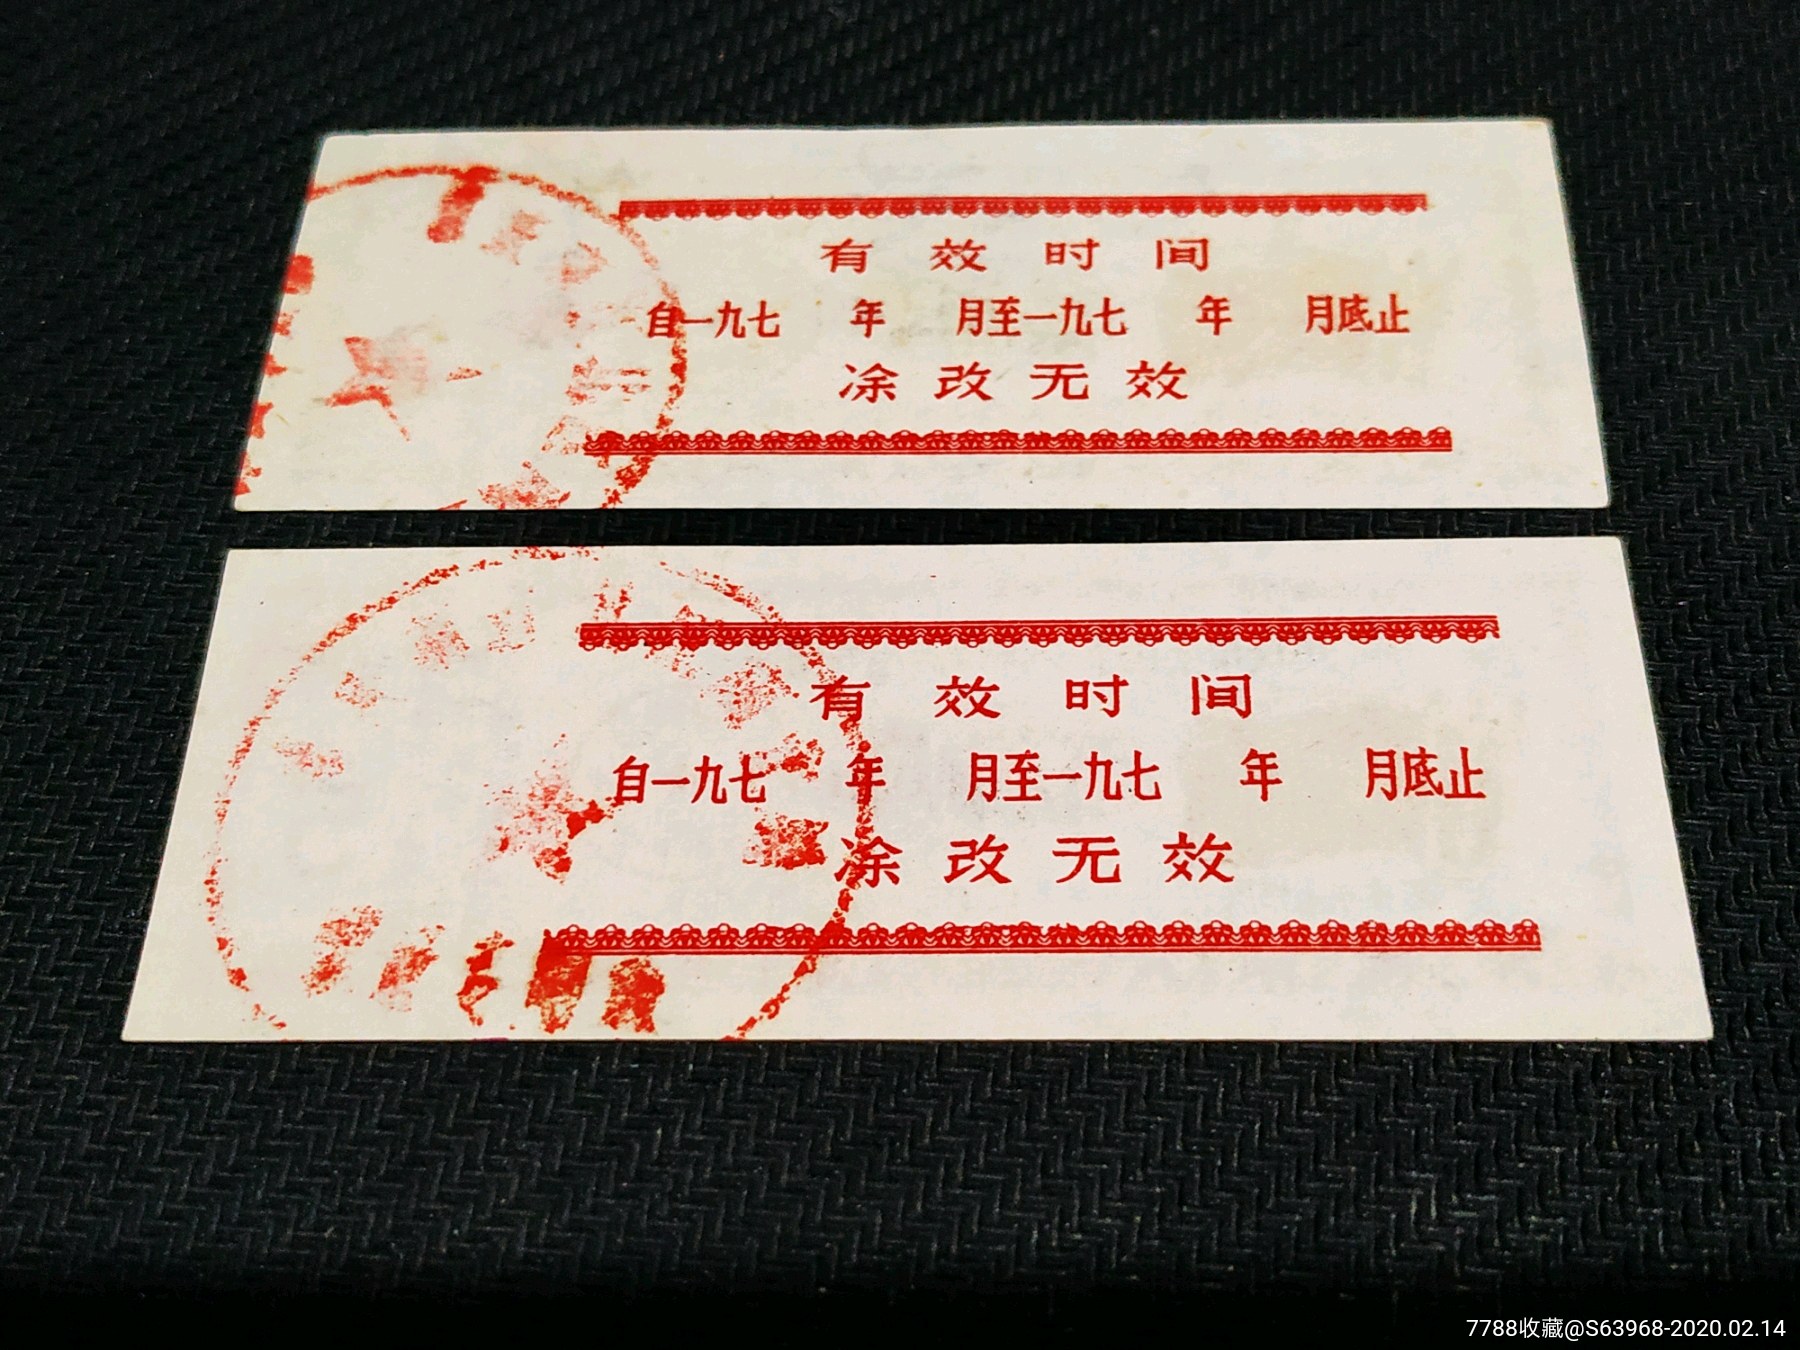 有效时间
自一九七 年 月至一九七 年 月底止
凃改无效
有效时间
自一九七 年 月至一九七 年 月底止
凃改无效
7788收藏@S63968-2020.02.14